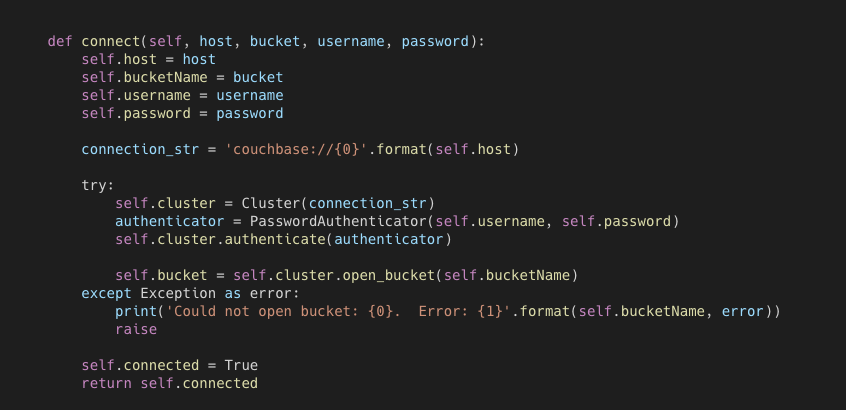 def connect(self, host, bucket, username, password):
    self.host = host
    self.bucketName = bucket
    self.username = username
    self.password = password

    connection_str = 'couchbase://{0}'.format(self.host)

    try:
        self.cluster = Cluster(connection_str)
        authenticator = PasswordAuthenticator(self.username, self.password)
        self.cluster.authenticate(authenticator)

        self.bucket = self.cluster.open_bucket(self.bucketName)
    except Exception as error:
        print('Could not open bucket: {0}.  Error: {1}'.format(self.bucketName, error))
        raise

    self.connected = True
    return self.connected